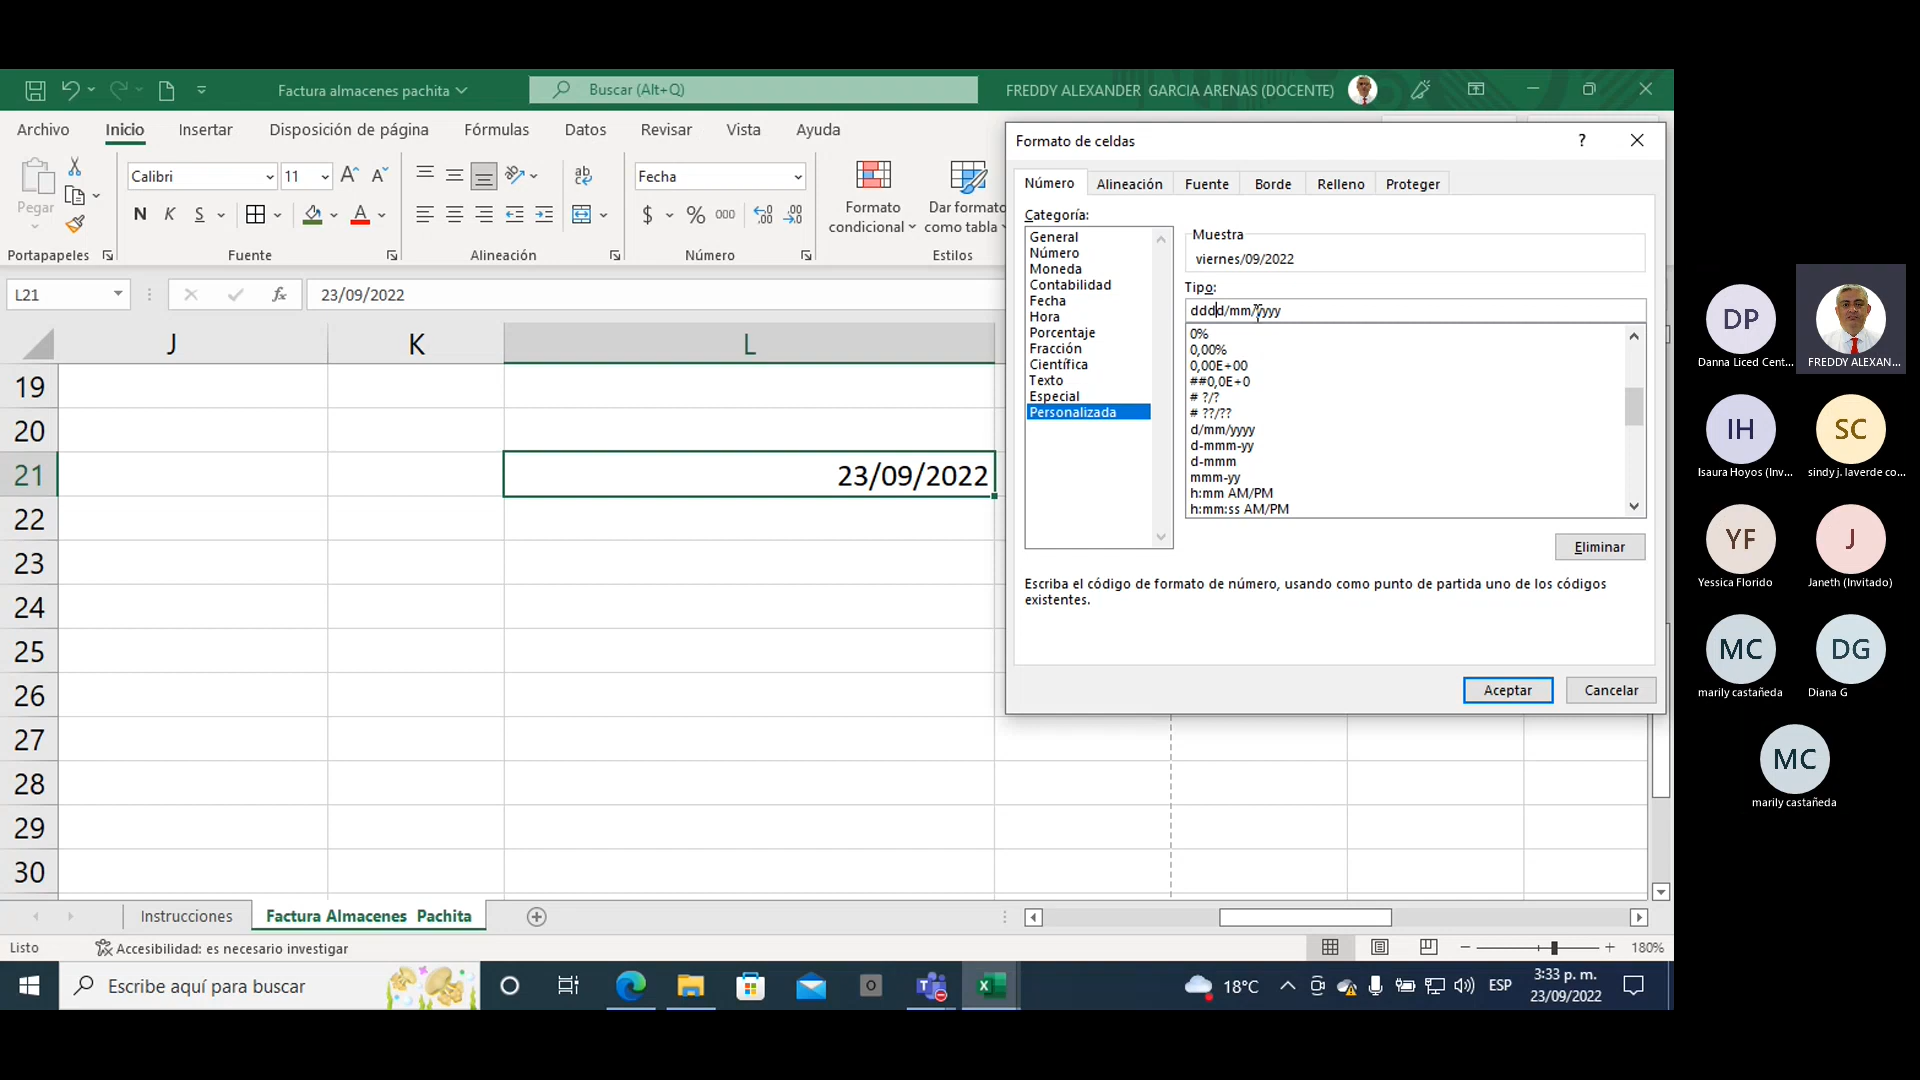 Factura almacenes pachita
Buscar (Alt+Q)
FREDDY ALEXANDER GARCIA ARENAS (DOCENTE)
Archivo
Inicio
Insertar
Disposición de página
Fórmulas
Datos
Revisar
Vista
Ayuda
Pegar
Calibri
11
N K S
Fecha
$ % 000
Formato
condicional
Dar formato
como tabla
Portapapeles
Fuente
Alineación
Número
Estilos
L21
fx
23/09/2022
J
K
L
19
20
21
23/09/2022
22
23
24
25
26
27
28
29
30
Formato de celdas
?
Número
Alineación
Fuente
Borde
Relleno
Proteger
Categoría:
General
Número
Moneda
Contabilidad
Fecha
Hora
Porcentaje
Fracción
Científica
Texto
Especial
Personalizada
Muestra
viernes/09/2022
Tipo:
dddd/mm/yyyy
0%
0,00%
0,00E+00
##0,0E+0
# ?/?
# ??/??
d/mm/yyyy
d-mmm-yy
d-mmm
mmm-yy
h:mm AM/PM
h:mm:ss AM/PM
Eliminar
Escriba el código de formato de número, usando como punto de partida uno de los códigos
existentes.
Aceptar
Cancelar
Instrucciones
Factura Almacenes Pachita
Listo
Accesibilidad: es necesario investigar
180%
Escribe aquí para buscar
18°C
ESP
3:33 p. m.
23/09/2022
DP
Danna Liced Cent...
FREDDY ALEXAN...
IH
Isaura Hoyos (Inv...
SC
sindy j. laverde co...
YF
Yessica Florido
J
Janeth (Invitado)
MC
marily castañeda
DG
Diana G
MC
marily castañeda